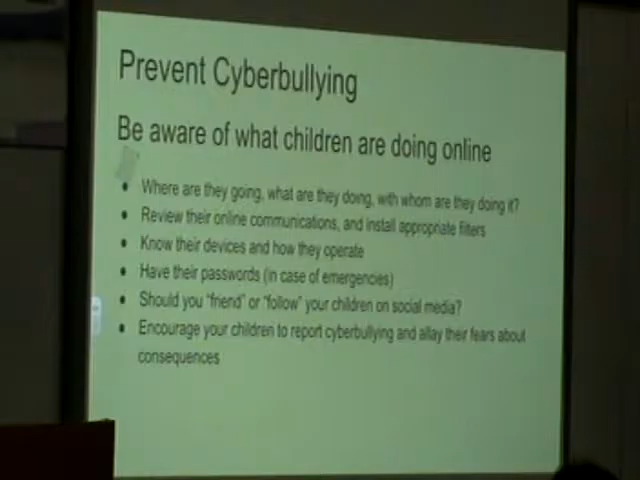 Prevent Cyberbullying
Be aware of what children are doing online
• Where are they going, what are they doing, with whom are they doing it?
• Review their online communications, and install appropriate filters
• Know their devices and how they operate
• Have their passwords (in case of emergencies)
• Should you "friend" or "follow" your children on social media?
• Encourage your children to report cyberbullying and allay their fears about
consequences